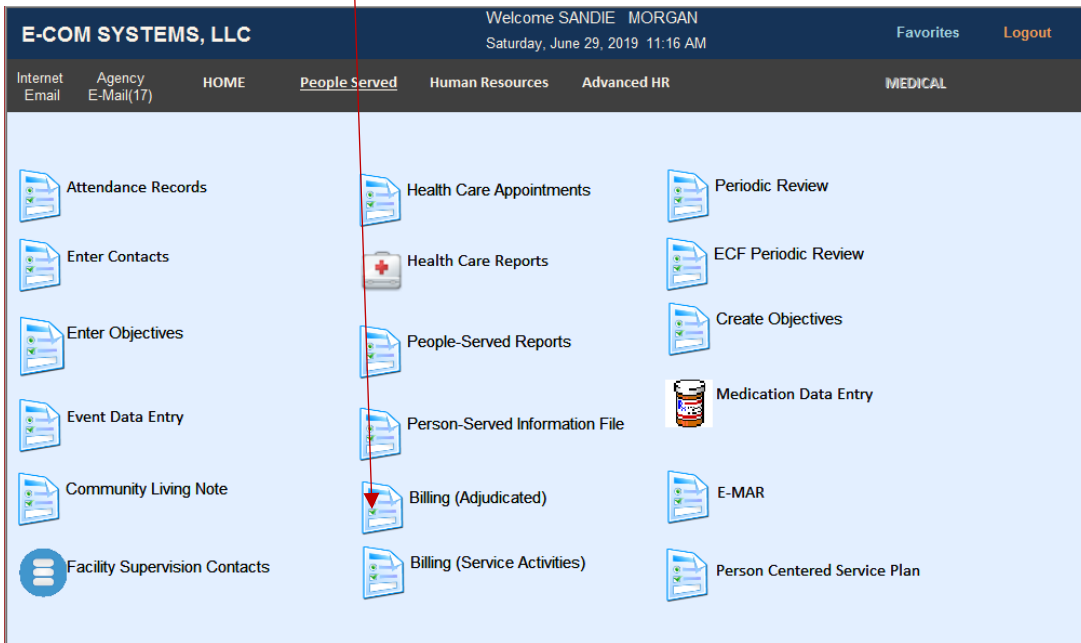 Welcome SANDIE MORGAN
E-COM SYSTEMS, LLC
Saturday, June 29, 2019 11:16 AM
Favorites
Logout
Internet Email
Agency E-Mail(17)
HOME
People Served
Human Resources
Advanced HR
MEDICAL
Attendance Records
Health Care Appointments
Periodic Review
Enter Contacts
Health Care Reports
ECF Periodic Review
Enter Objectives
People-Served Reports
Create Objectives
Event Data Entry
Person-Served Information File
Medication Data Entry
Community Living Note
Billing (Adjudicated)
E-MAR
Facility Supervision Contacts
Billing (Service Activities)
Person Centered Service Plan